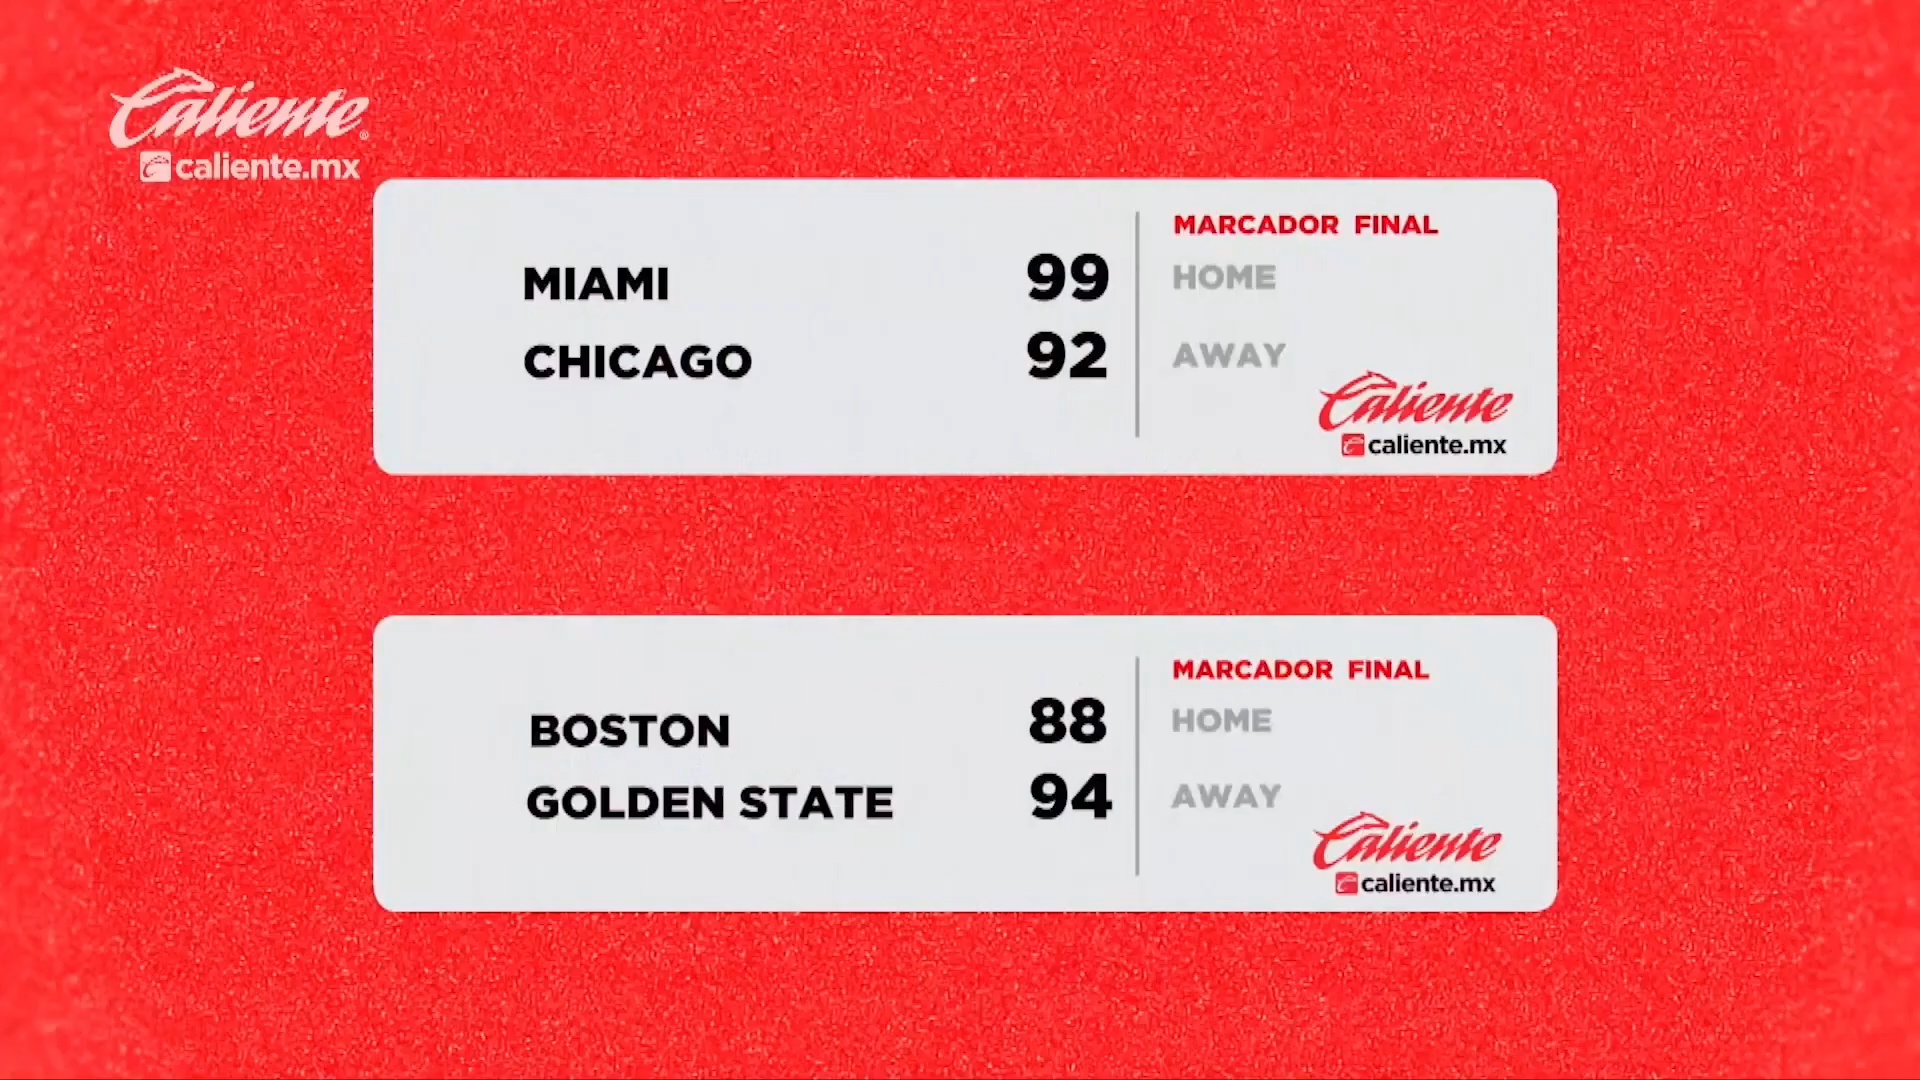 Caliente®
caliente.mx
MARCADOR FINAL
MIAMI 99 HOME
CHICAGO 92 AWAY
Caliente
caliente.mx
MARCADOR FINAL
BOSTON 88 HOME
GOLDEN STATE 94 AWAY
Caliente
caliente.mx